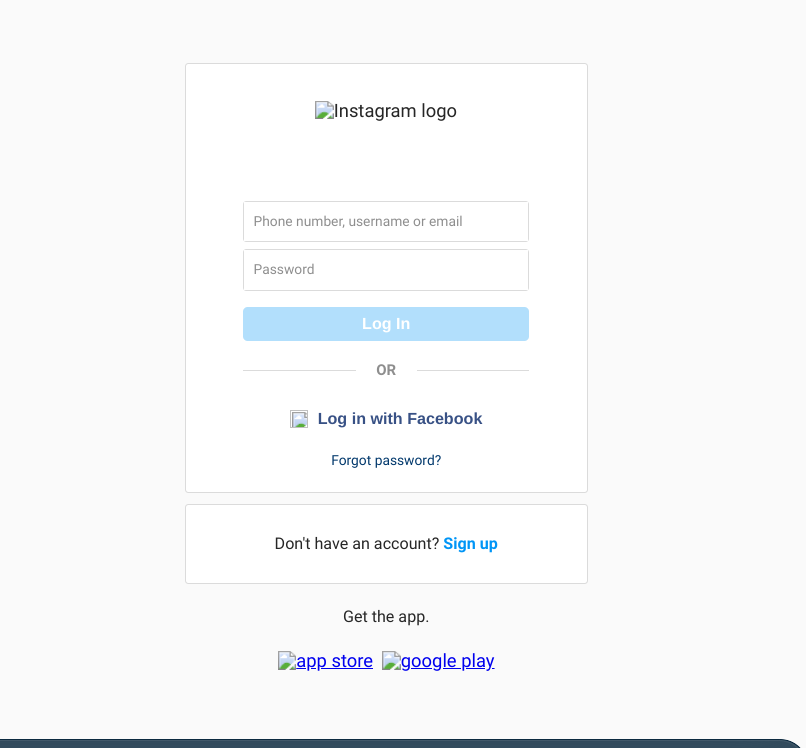 Instagram logo
Phone number, username or email
Password
Log In
OR
Log in with Facebook
Forgot password?
Don't have an account? Sign up
Get the app.
app store google play